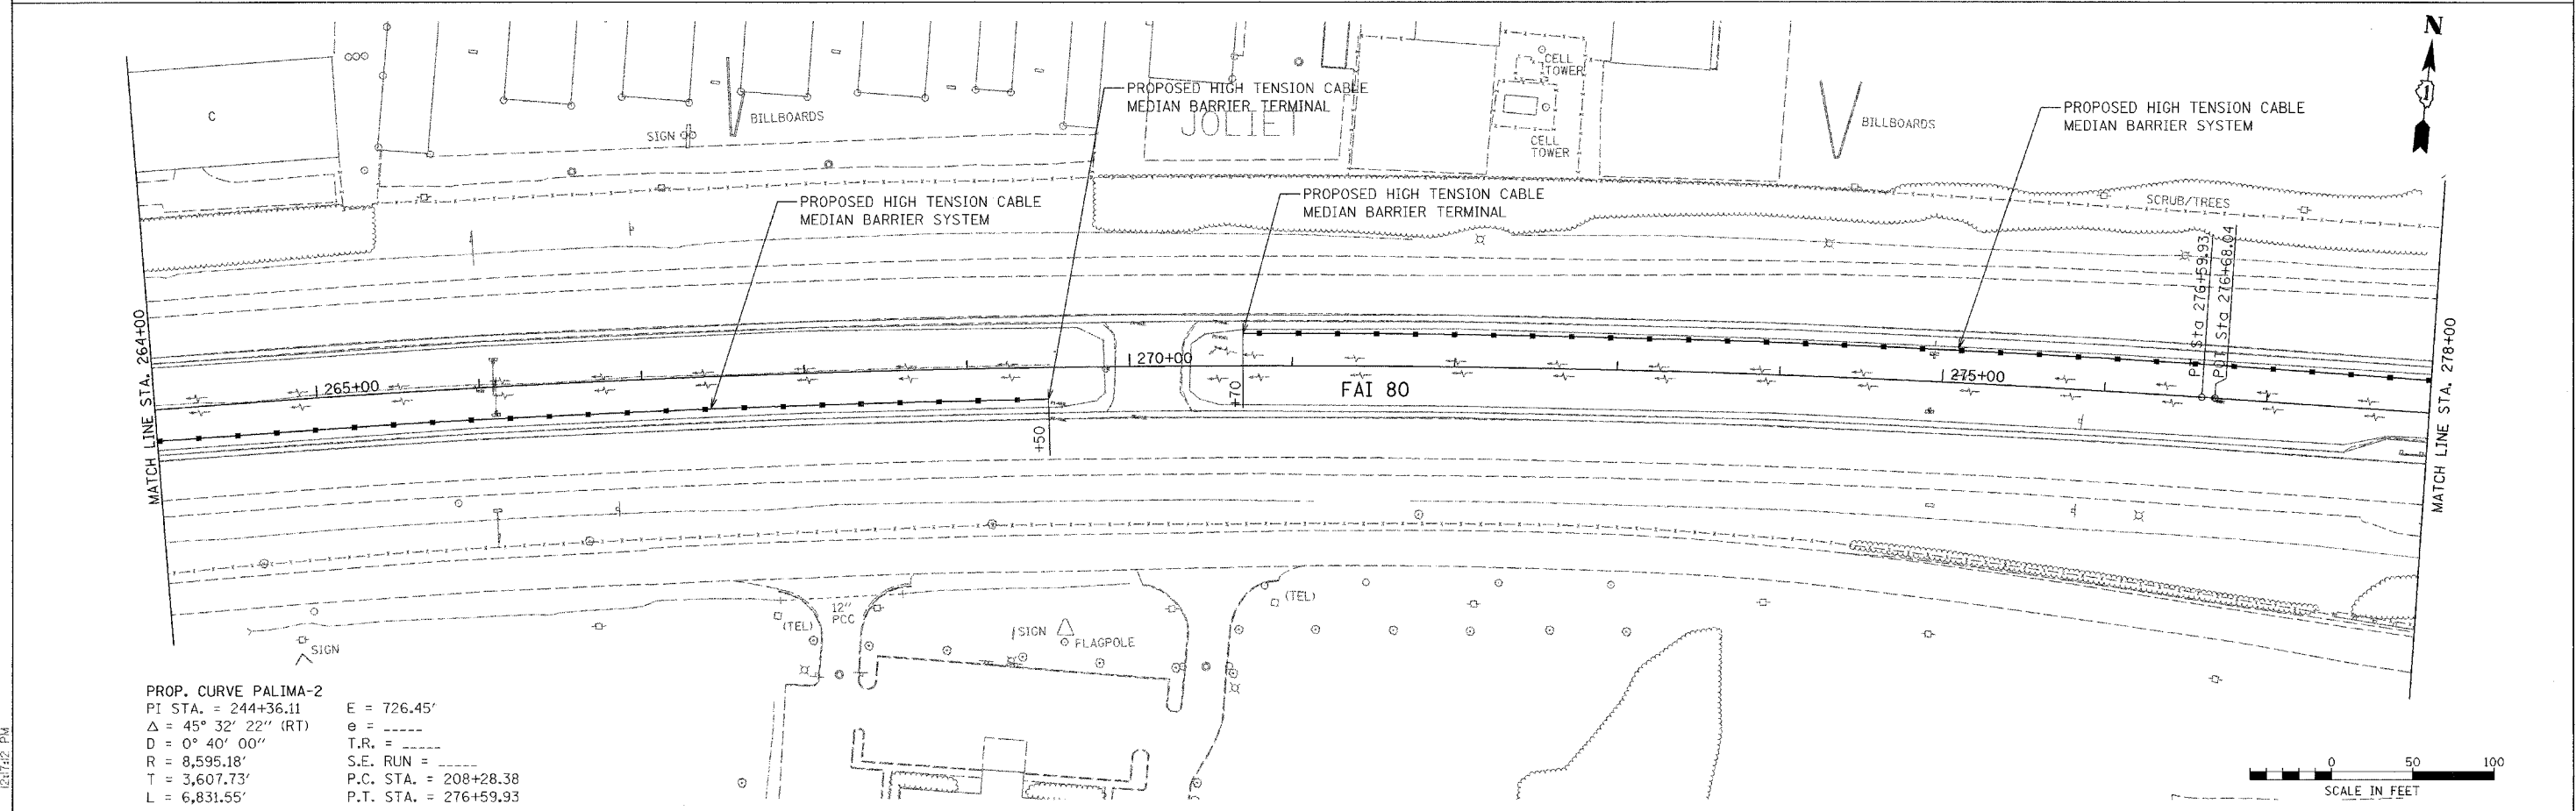 N
1
C
CELL
TOWER
PROPOSED HIGH TENSION CABLE
MEDIAN BARRIER TERMINAL
JOLIET
BILLBOARDS
SIGN
CELL
TOWER
BILLBOARDS
PROPOSED HIGH TENSION CABLE
MEDIAN BARRIER SYSTEM
PROPOSED HIGH TENSION CABLE
MEDIAN BARRIER SYSTEM
PROPOSED HIGH TENSION CABLE
MEDIAN BARRIER TERMINAL
SCRUB/TREES
PT Sta 276+59.93
POT Sta 276+68.04
MATCH LINE STA. 264+00
265+00
270+00
+70
FAI 80
275+00
MATCH LINE STA. 278+00
+50
12"
PCC
(TEL)
SIGN
FLAGPOLE
(TEL)
SIGN
PROP. CURVE PALIMA-2
PI STA. = 244+36.11
Δ = 45° 32' 22" (RT)
D = 0° 40' 00"
R = 8,595.18'
T = 3,607.73'
L = 6,831.55'
E = 726.45'
e = _____
T.R. = _____
S.E. RUN = _____
P.C. STA. = 208+28.38
P.T. STA. = 276+59.93
0 50 100
SCALE IN FEET
12:17:12 PM